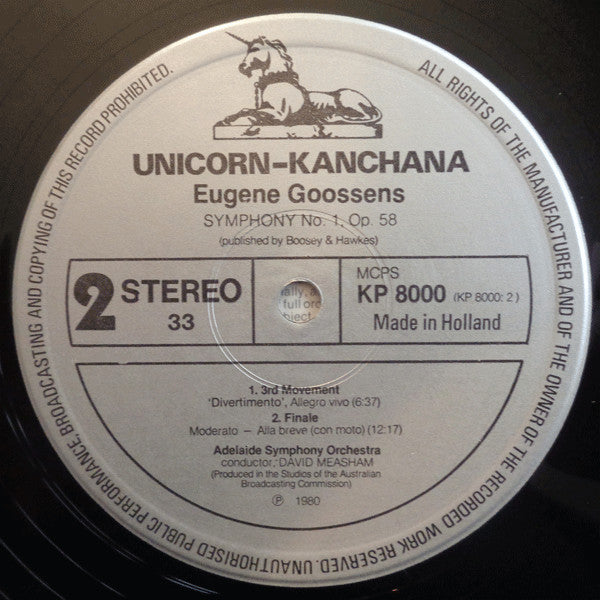 ALL RIGHTS OF THE MANUFACTURER AND OF THE OWNER OF THE RECORDED WORK RESERVED. UNAUTHORISED PUBLIC PERFORMANCE, BROADCASTING AND COPYING OF THIS RECORD PROHIBITED.
UNICORN-KANCHANA
Eugene Goossens
SYMPHONY No. 1, Op. 58
(published by Boosey & Hawkes)
2 STEREO
33
MCPS
KP 8000 (KP 8000: 2)
Made in Holland
full
1. 3rd Movement
'Divertimento', Allegro vivo (6:37)
2. Finale
Moderato – Alla breve (con moto) (12:17)
Adelaide Symphony Orchestra
conductor: DAVID MEASHAM
(Produced in the Studios of the Australian
Broadcasting Commission)
℗ 1980